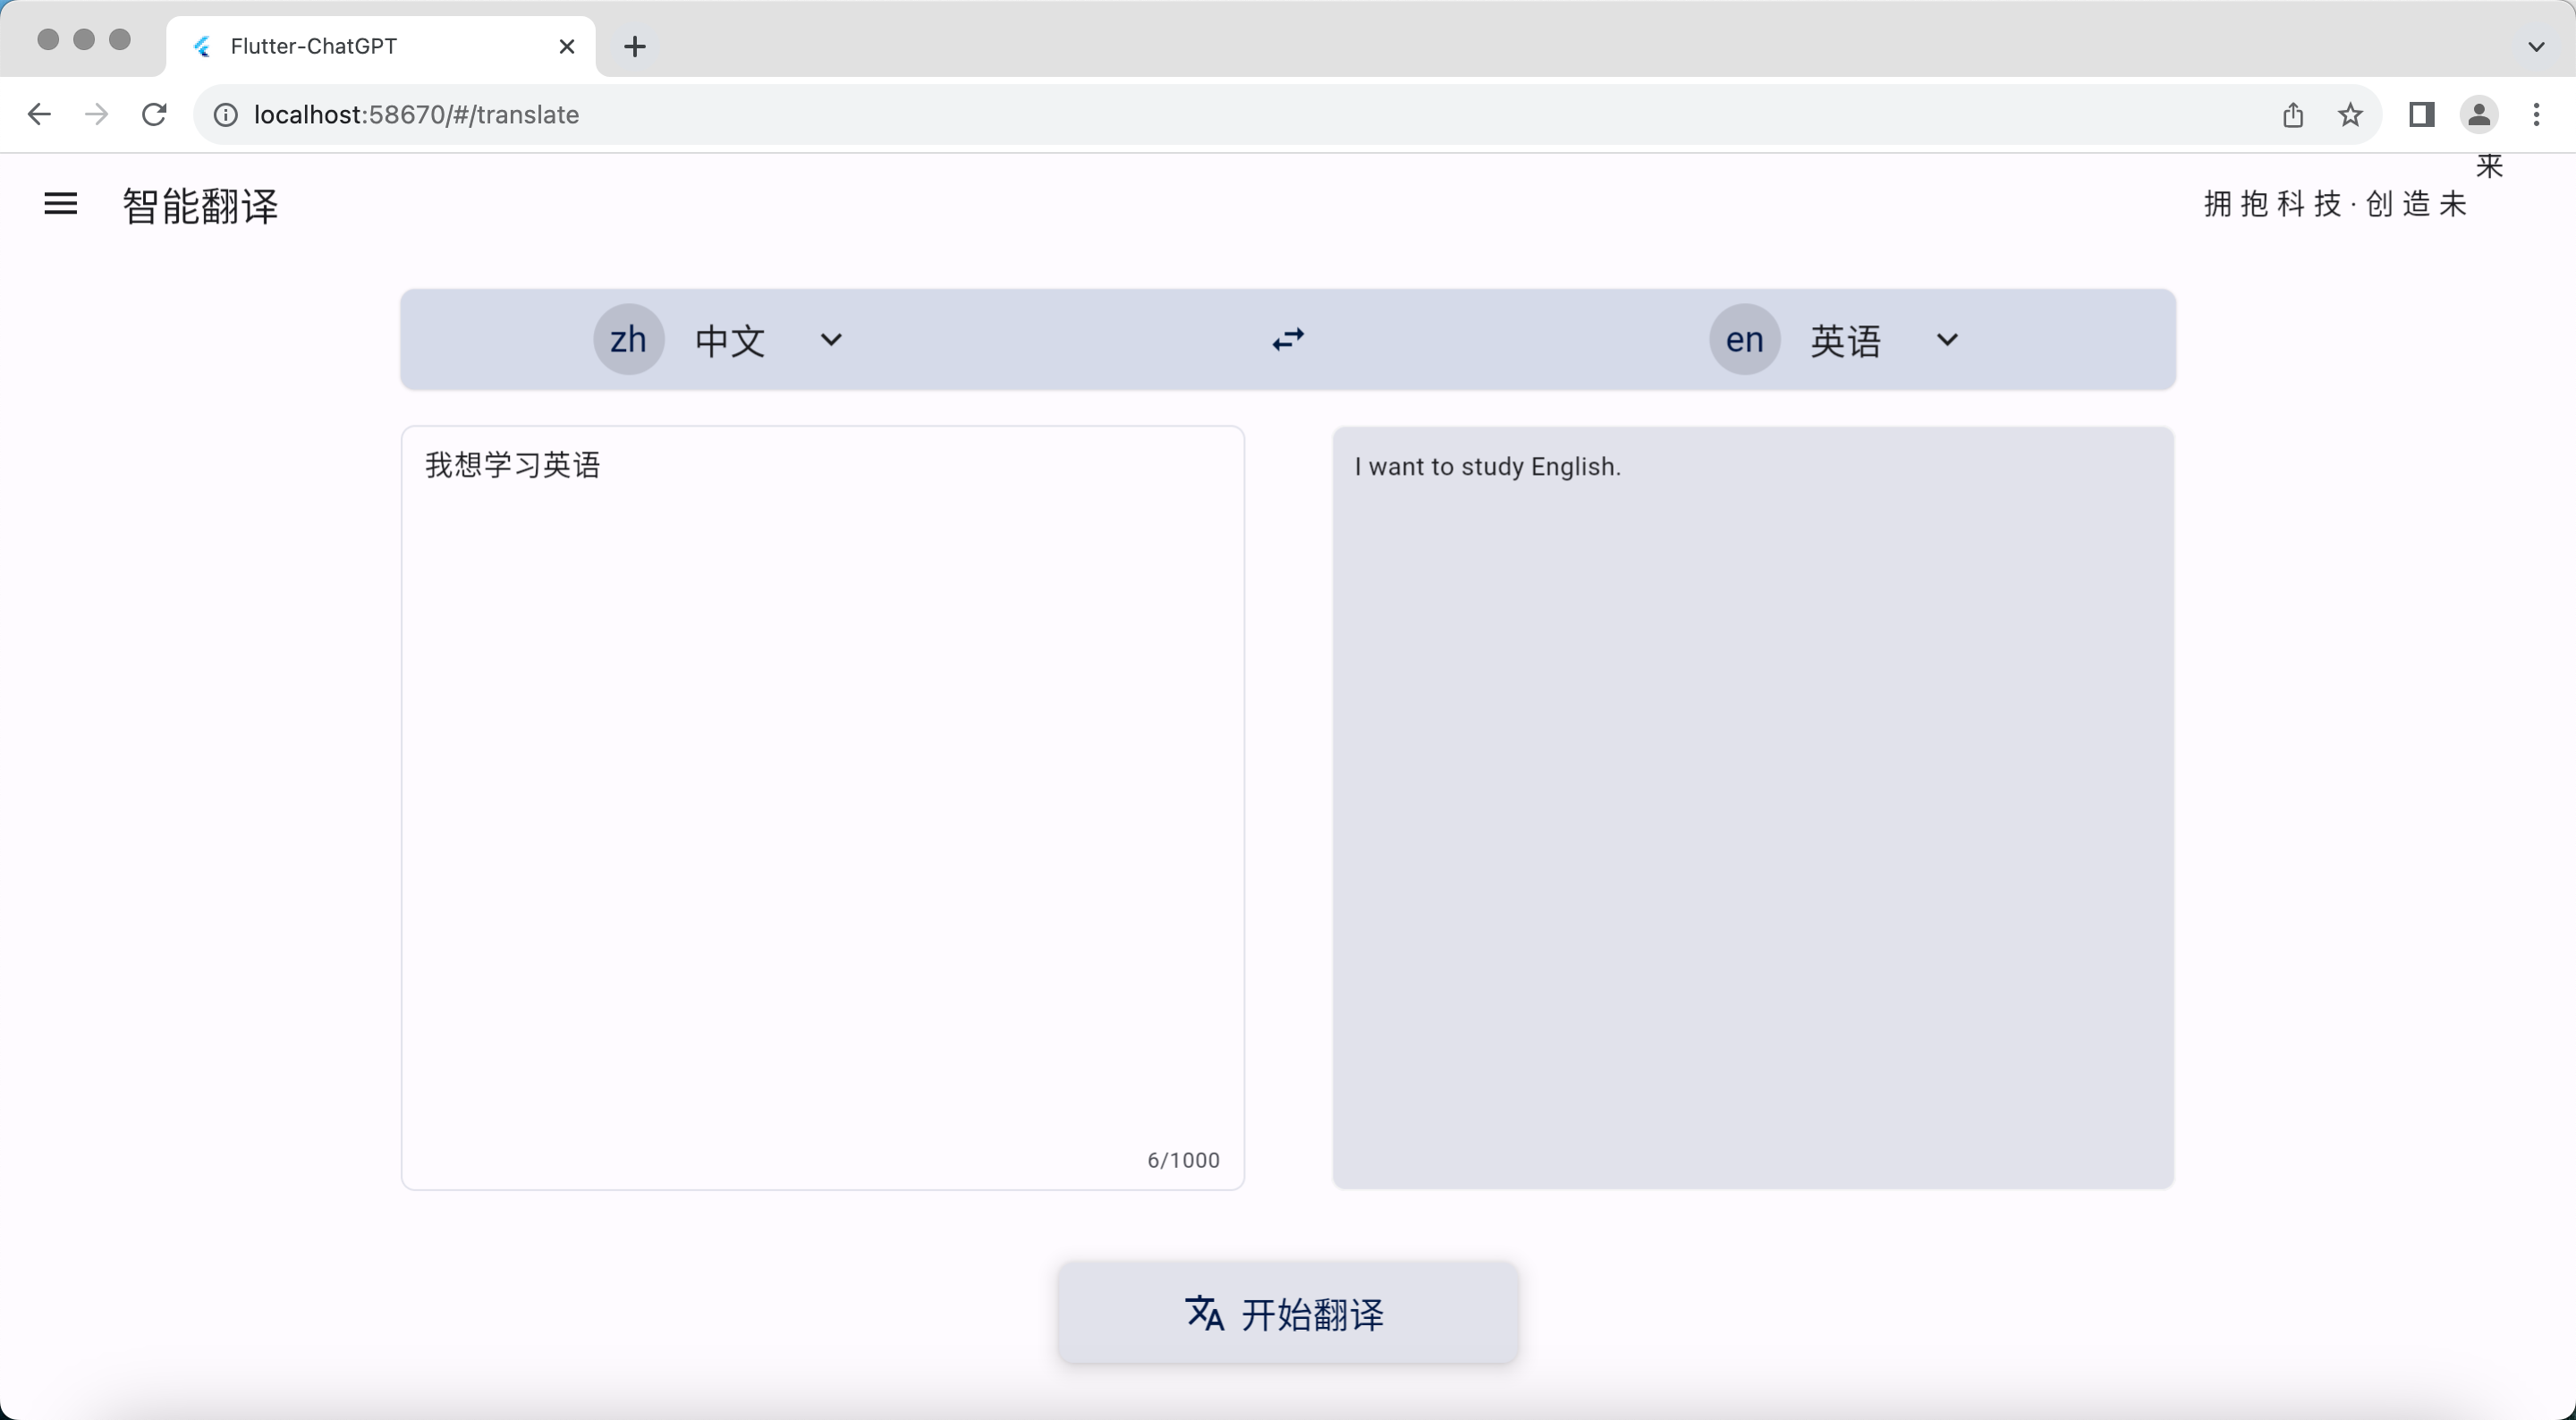 Flutter-ChatGPT
localhost:58670/#/translate
智能翻译
拥抱科技·创造未来
zh 中文
en 英语
我想学习英语
I want to study English.
6/1000
开始翻译